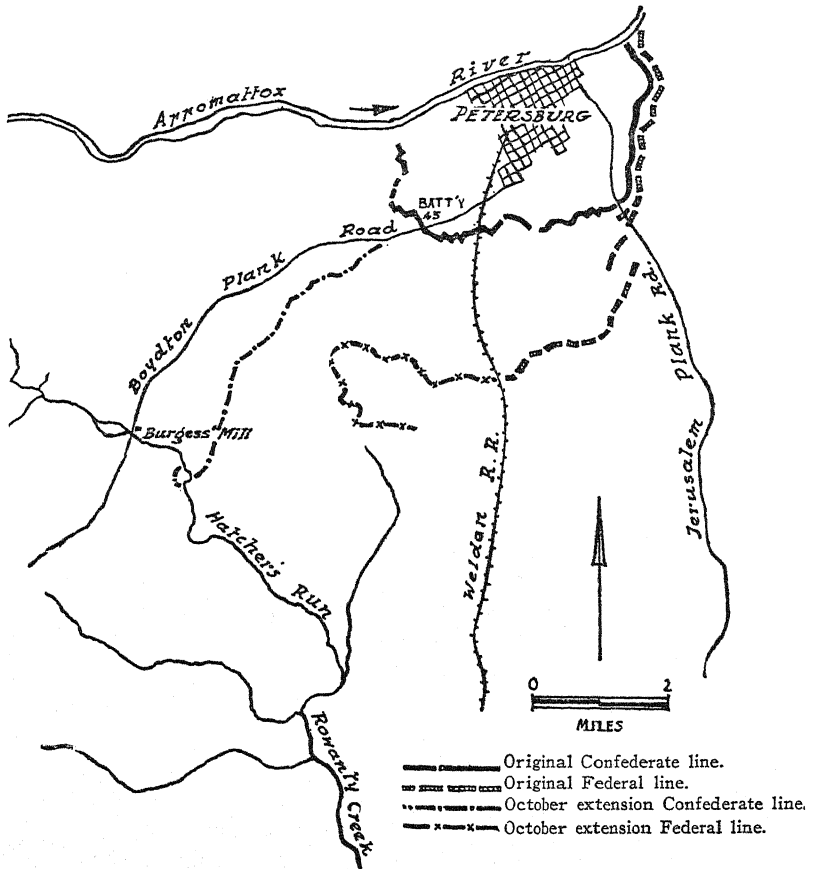 River
Appomattox
PETERSBURG
BATT'Y
45
Boydton Plank Road
Jerusalem Plank Rd.
"Burgess" Mill
Hatcher's Run
Weldan R.R.
Rowanty Creek
0 2
MILES
Original Confederate line.
Original Federal line.
October extension Confederate line.
October extension Federal line.